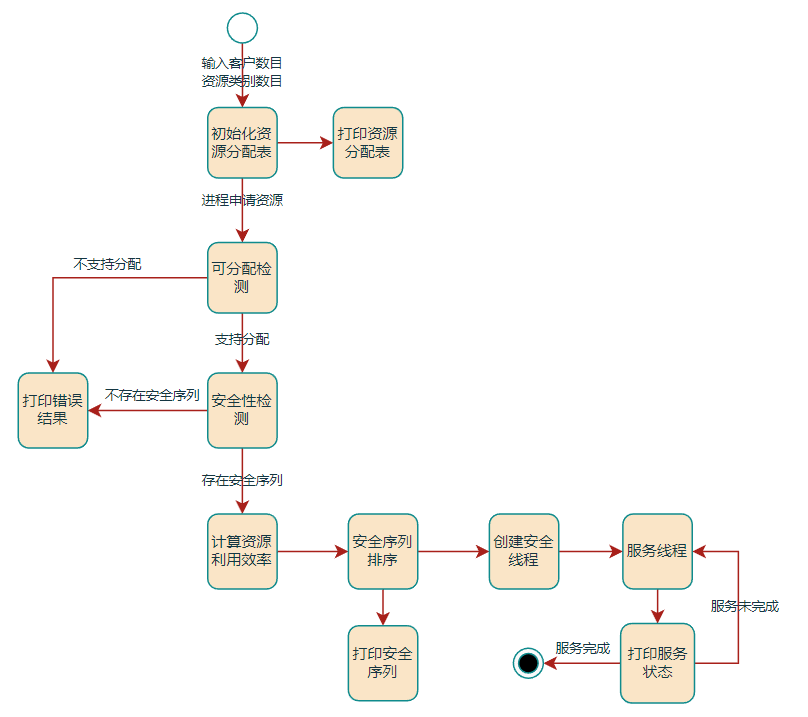 输入客户数目
资源类别数目
初始化资
源分配表
打印资源
分配表
进程申请资源
不支持分配
可分配检
测
支持分配
打印错误
结果
不存在安全序列
安全性检
测
存在安全序列
计算资源
利用效率
安全序列
排序
创建安全
线程
服务线程
服务未完成
打印安全
序列
服务完成
打印服务
状态